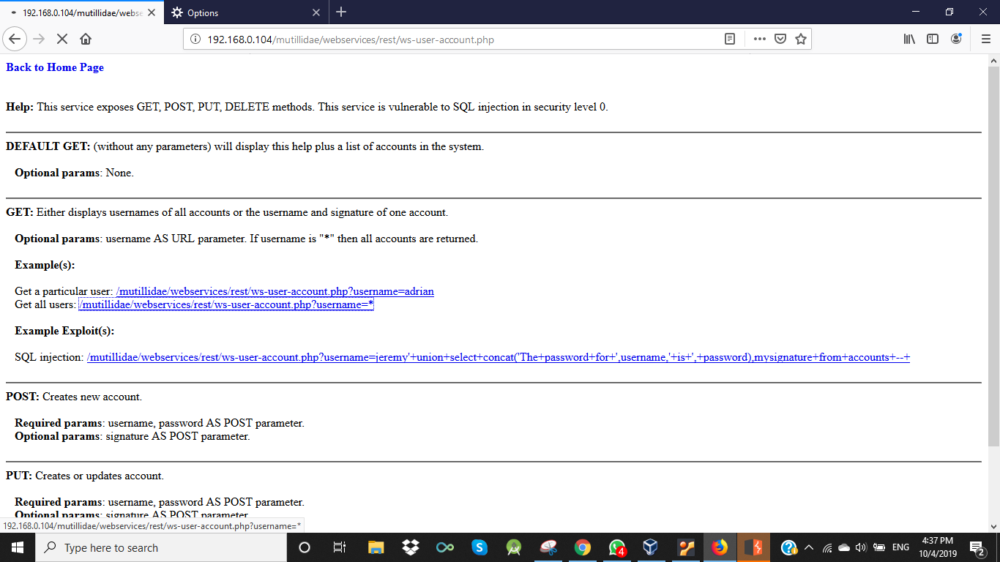 192.168.0.104/mutillidae/webse
Options
192.168.0.104/mutillidae/webservices/rest/ws-user-account.php
Back to Home Page
Help: This service exposes GET, POST, PUT, DELETE methods. This service is vulnerable to SQL injection in security level 0.
DEFAULT GET: (without any parameters) will display this help plus a list of accounts in the system.
Optional params: None.
GET: Either displays usernames of all accounts or the username and signature of one account.
Optional params: username AS URL parameter. If username is "*" then all accounts are returned.
Example(s):
Get a particular user: /mutillidae/webservices/rest/ws-user-account.php?username=adrian
Get all users: /mutillidae/webservices/rest/ws-user-account.php?username=*
Example Exploit(s):
SQL injection: /mutillidae/webservices/rest/ws-user-account.php?username=jeremy'+union+select+concat('The+password+for+',username,'+is+',+password),mysignature+from+accounts+--+
POST: Creates new account.
Required params: username, password AS POST parameter.
Optional params: signature AS POST parameter.
PUT: Creates or updates account.
Required params: username, password AS POST parameter.
Optional params: signature AS POST parameter.
192.168.0.104/mutillidae/webservices/rest/ws-user-account.php?username=*
Type here to search
4
ENG
4:37 PM
10/4/2019
2